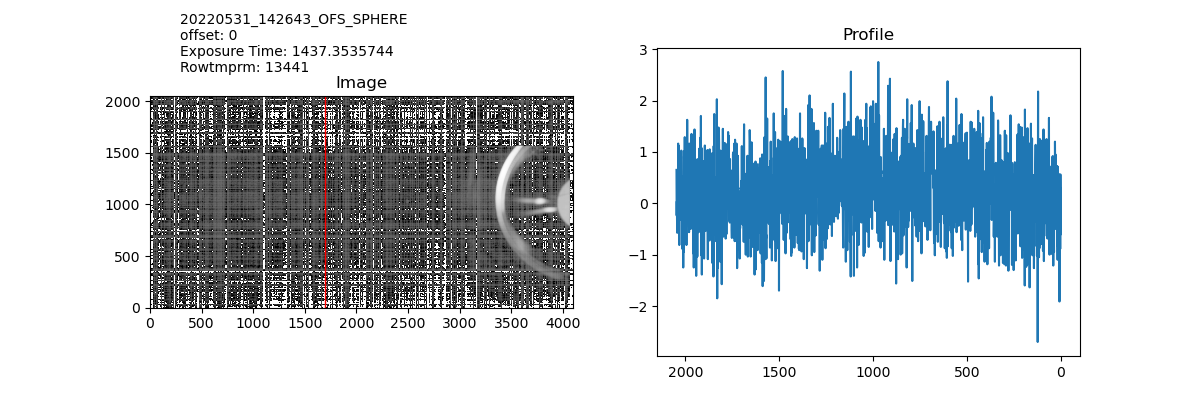 20220531_142643_OFS_SPHERE
offset: 0
Exposure Time: 1437.3535744
Rowtmprm: 13441
Image
2000
1500
1000
500
0
0 500 1000 1500 2000 2500 3000 3500 4000
Profile
3
2
1
0
−1
−2
2000 1500 1000 500 0